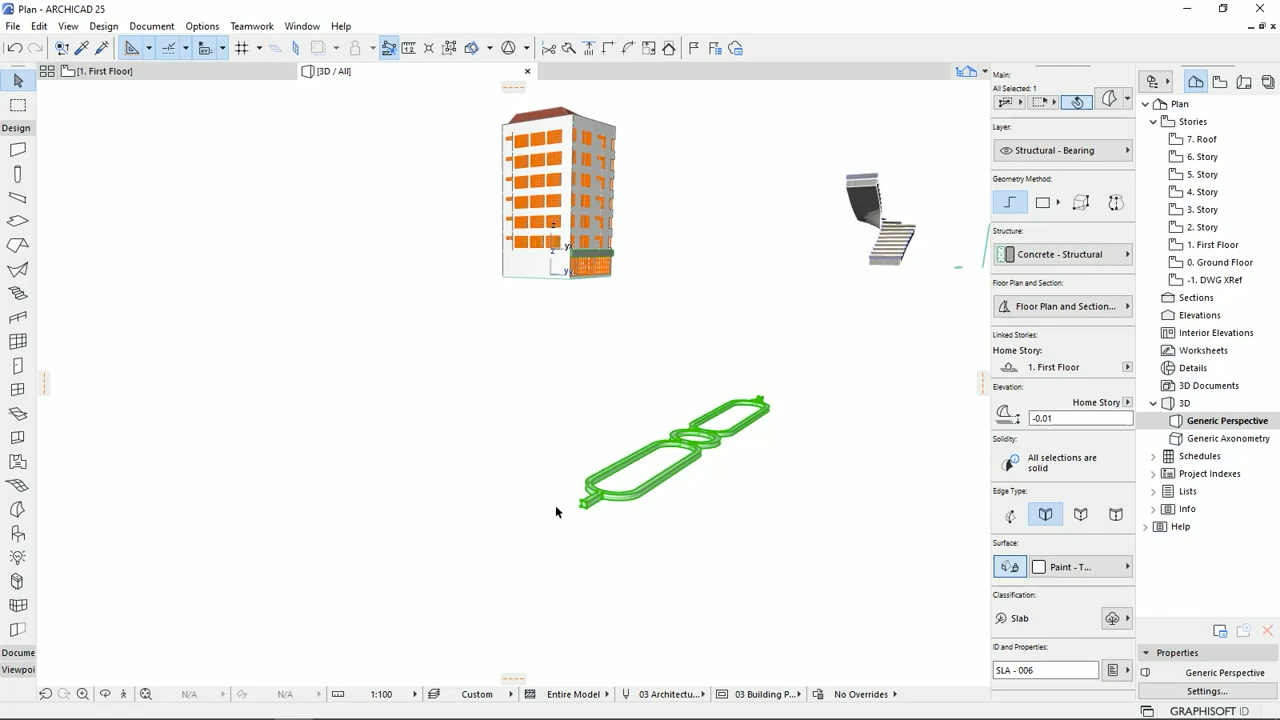 Plan - ARCHICAD 25
File Edit View Design Document Options Teamwork Window Help
[1. First Floor]
[3D / All]
Main:
All Selected: 1
Layer:
Structural - Bearing
Geometry Method:
Structure:
Concrete - Structural
Floor Plan and Section:
Floor Plan and Section...
Linked Stories:
Home Story:
1. First Floor
Elevation:
Home Story
-0.01
Solidity:
All selections are
solid
Edge Type:
Surface:
Paint - T...
Classification:
Slab
ID and Properties:
SLA - 006
Plan
Stories
7. Roof
6. Story
5. Story
4. Story
3. Story
2. Story
1. First Floor
0. Ground Floor
-1. DWG XRef
Sections
Elevations
Interior Elevations
Worksheets
Details
3D Documents
3D
Generic Perspective
Generic Axonometry
Schedules
Project Indexes
Lists
Info
Help
Properties
Generic Perspective
Settings...
GRAPHISOFT ID
Design
Docume
Viewpoi
z
z
N/A
N/A
1:100
Custom
Entire Model
03 Architectu...
03 Building P...
No Overrides